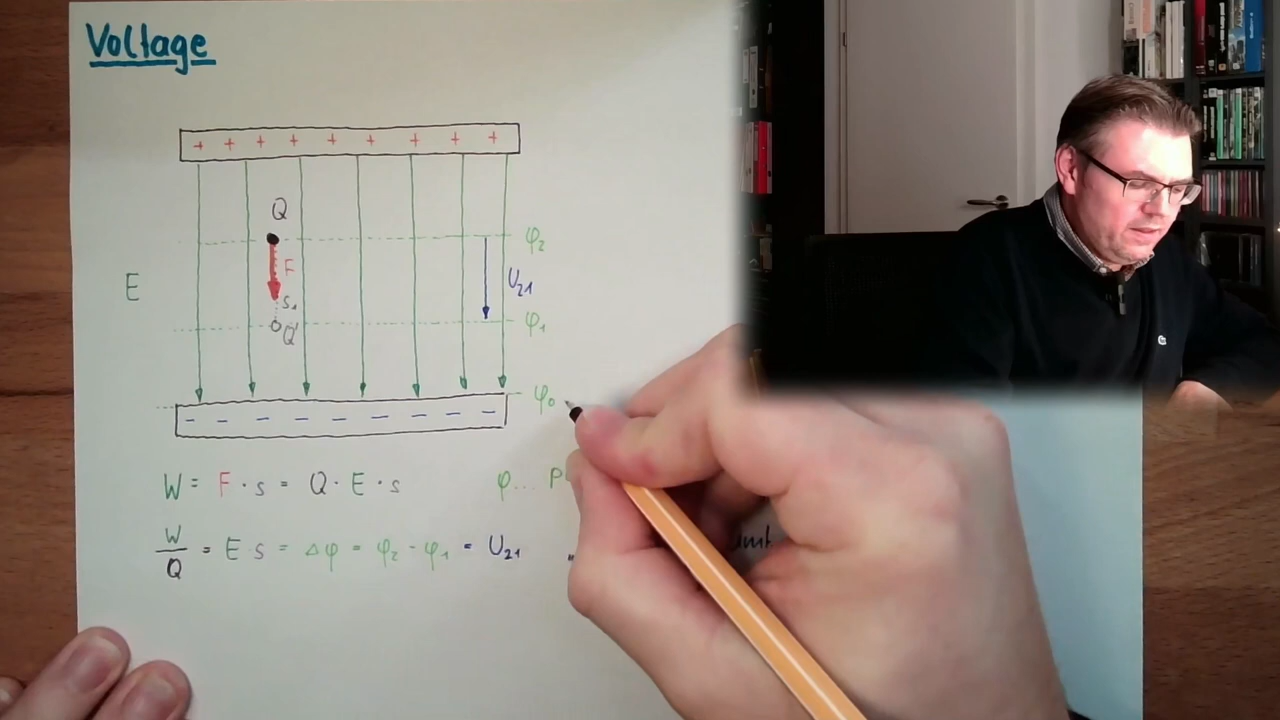 Voltage
+ + + + + + + + +
Q
φ₂
F
E
U₂₁
s₁
φ₁
Q'
φ₀
- - - - - - - - -
W = F · s = Q · E · s
φ...
W/Q = E · s = Δφ = φ₂ - φ₁ = U₂₁